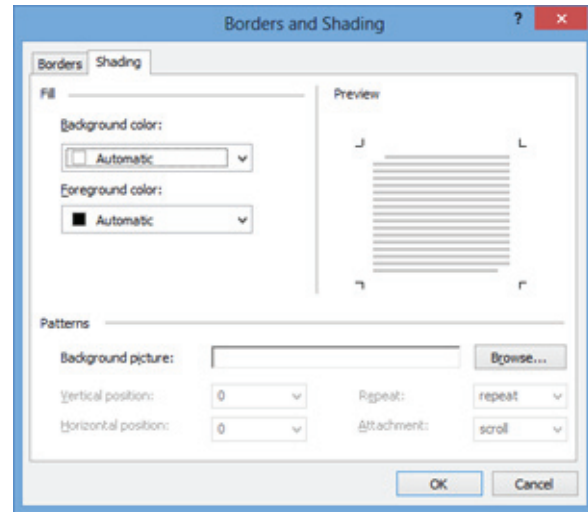 Borders and Shading ?
Borders Shading
Fill
Preview
Background color:
Automatic
Foreground color:
Automatic
Patterns
Background picture:
Browse...
Vertical position: 0 Repeat: repeat
Horizontal position: 0 Attachment: scroll
OK Cancel